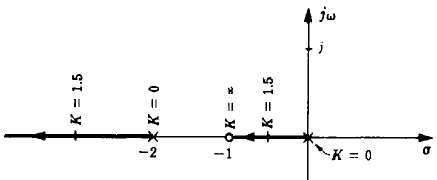 jω
j
K = 1.5
K = 0
K = ∞
K = 1.5
-2
-1
K = 0
σ